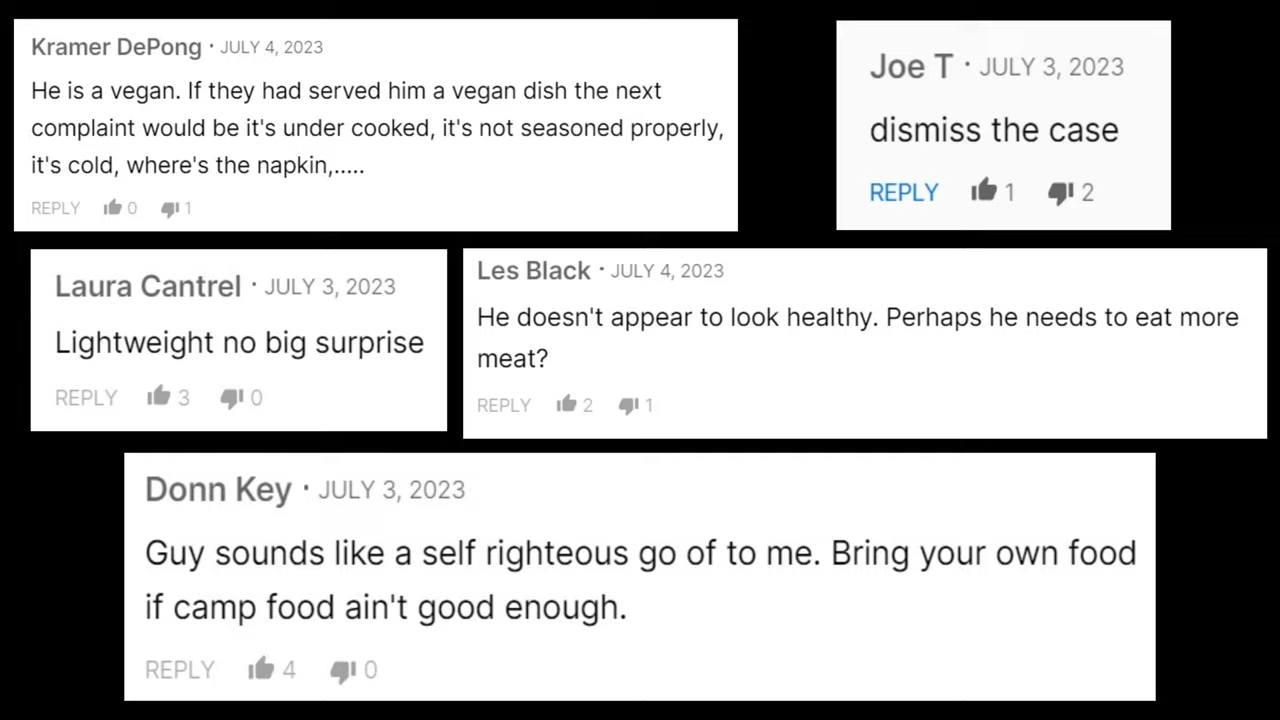 Kramer DePong · JULY 4, 2023
He is a vegan. If they had served him a vegan dish the next
complaint would be it's under cooked, it's not seasoned properly,
it's cold, where's the napkin,.....
REPLY 0 1
Joe T · JULY 3, 2023
dismiss the case
REPLY 1 2
Laura Cantrel · JULY 3, 2023
Lightweight no big surprise
REPLY 3 0
Les Black · JULY 4, 2023
He doesn't appear to look healthy. Perhaps he needs to eat more
meat?
REPLY 2 1
Donn Key · JULY 3, 2023
Guy sounds like a self righteous go of to me. Bring your own food
if camp food ain't good enough.
REPLY 4 0